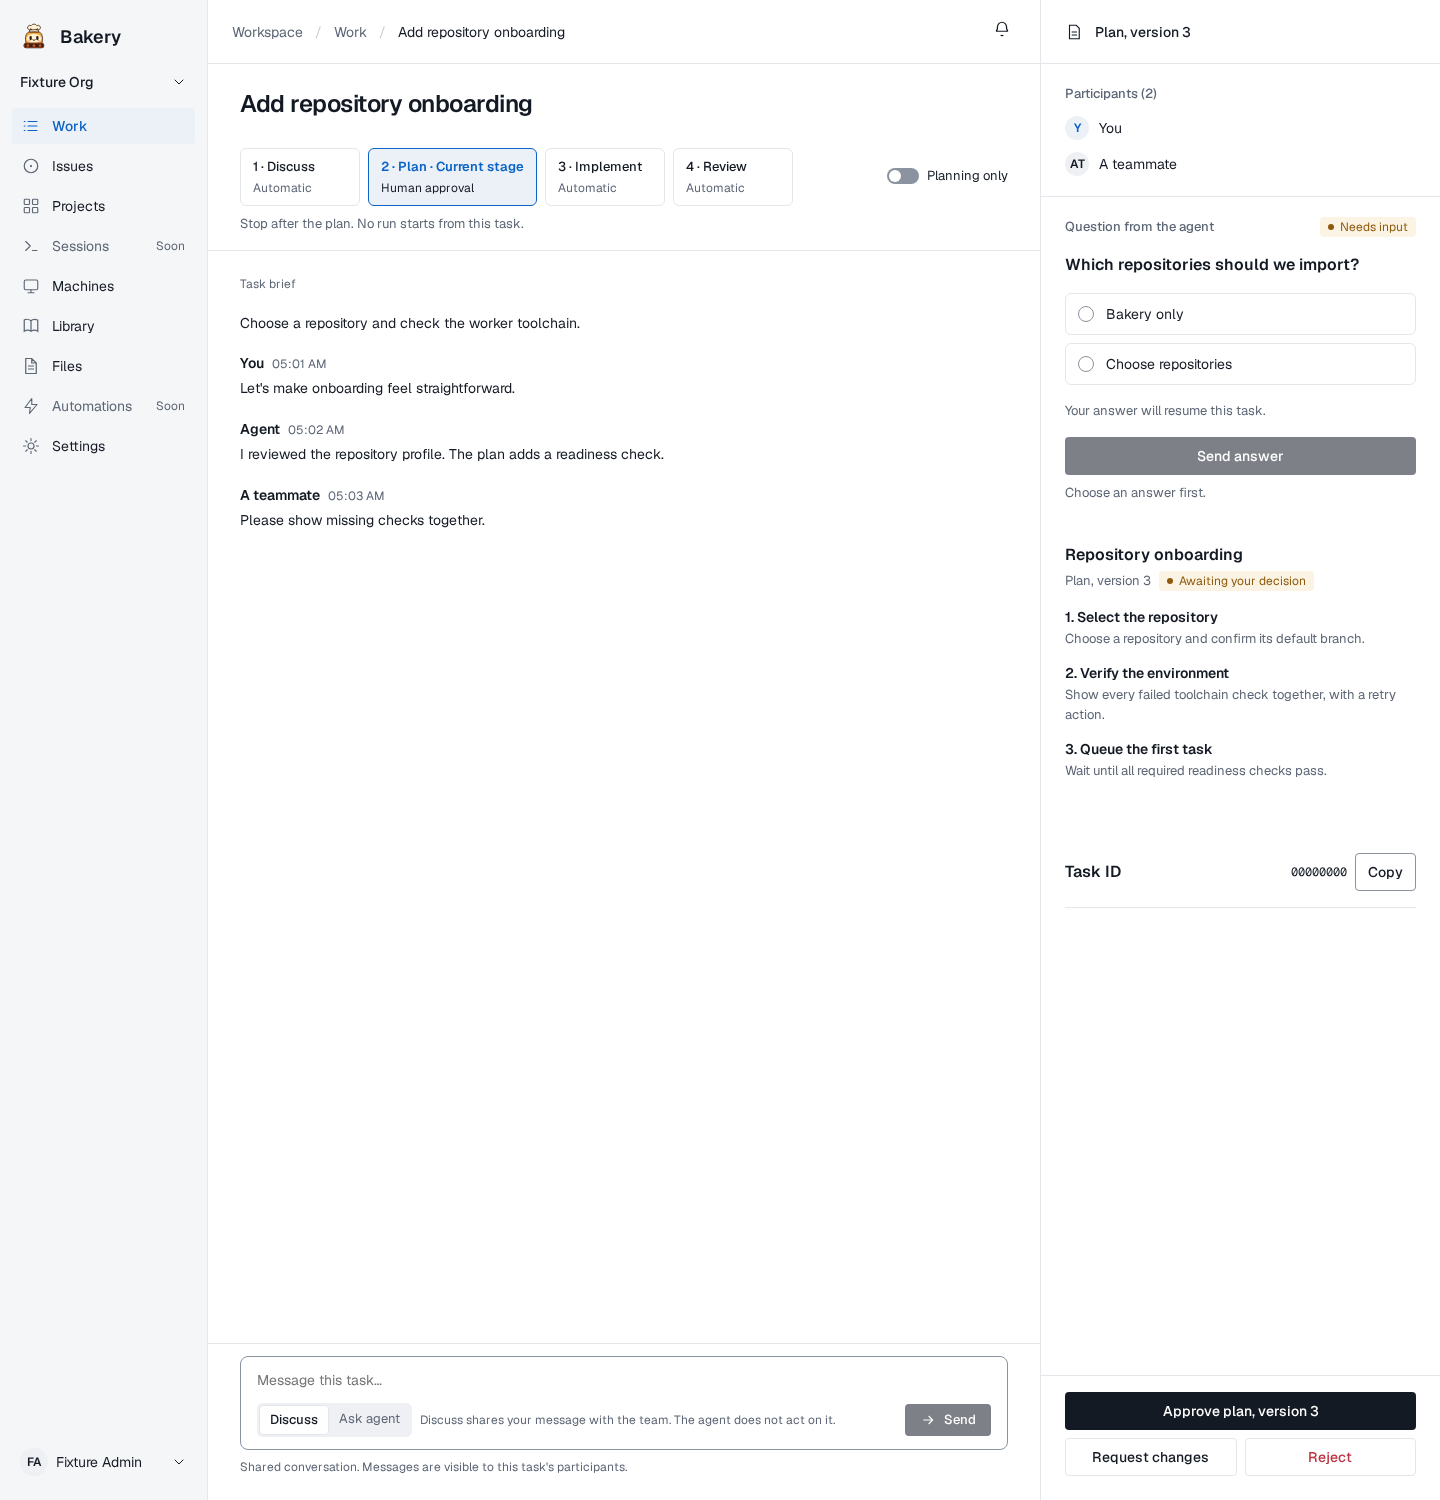 Bakery
Fixture Org
Work
Issues
Projects
Sessions Soon
Machines
Library
Files
Automations Soon
Settings
FA Fixture Admin
Workspace / Work / Add repository onboarding
Add repository onboarding
1 · Discuss
Automatic
2 · Plan · Current stage
Human approval
3 · Implement
Automatic
4 · Review
Automatic
Planning only
Stop after the plan. No run starts from this task.
Task brief
Choose a repository and check the worker toolchain.
You 05:01 AM
Let's make onboarding feel straightforward.
Agent 05:02 AM
I reviewed the repository profile. The plan adds a readiness check.
A teammate 05:03 AM
Please show missing checks together.
Message this task...
Discuss Ask agent Discuss shares your message with the team. The agent does not act on it. Send
Shared conversation. Messages are visible to this task's participants.
Plan, version 3
Participants (2)
Y You
AT A teammate
Question from the agent Needs input
Which repositories should we import?
Bakery only
Choose repositories
Your answer will resume this task.
Send answer
Choose an answer first.
Repository onboarding
Plan, version 3 Awaiting your decision
1. Select the repository
Choose a repository and confirm its default branch.
2. Verify the environment
Show every failed toolchain check together, with a retry
action.
3. Queue the first task
Wait until all required readiness checks pass.
Task ID 00000000 Copy
Approve plan, version 3
Request changes Reject